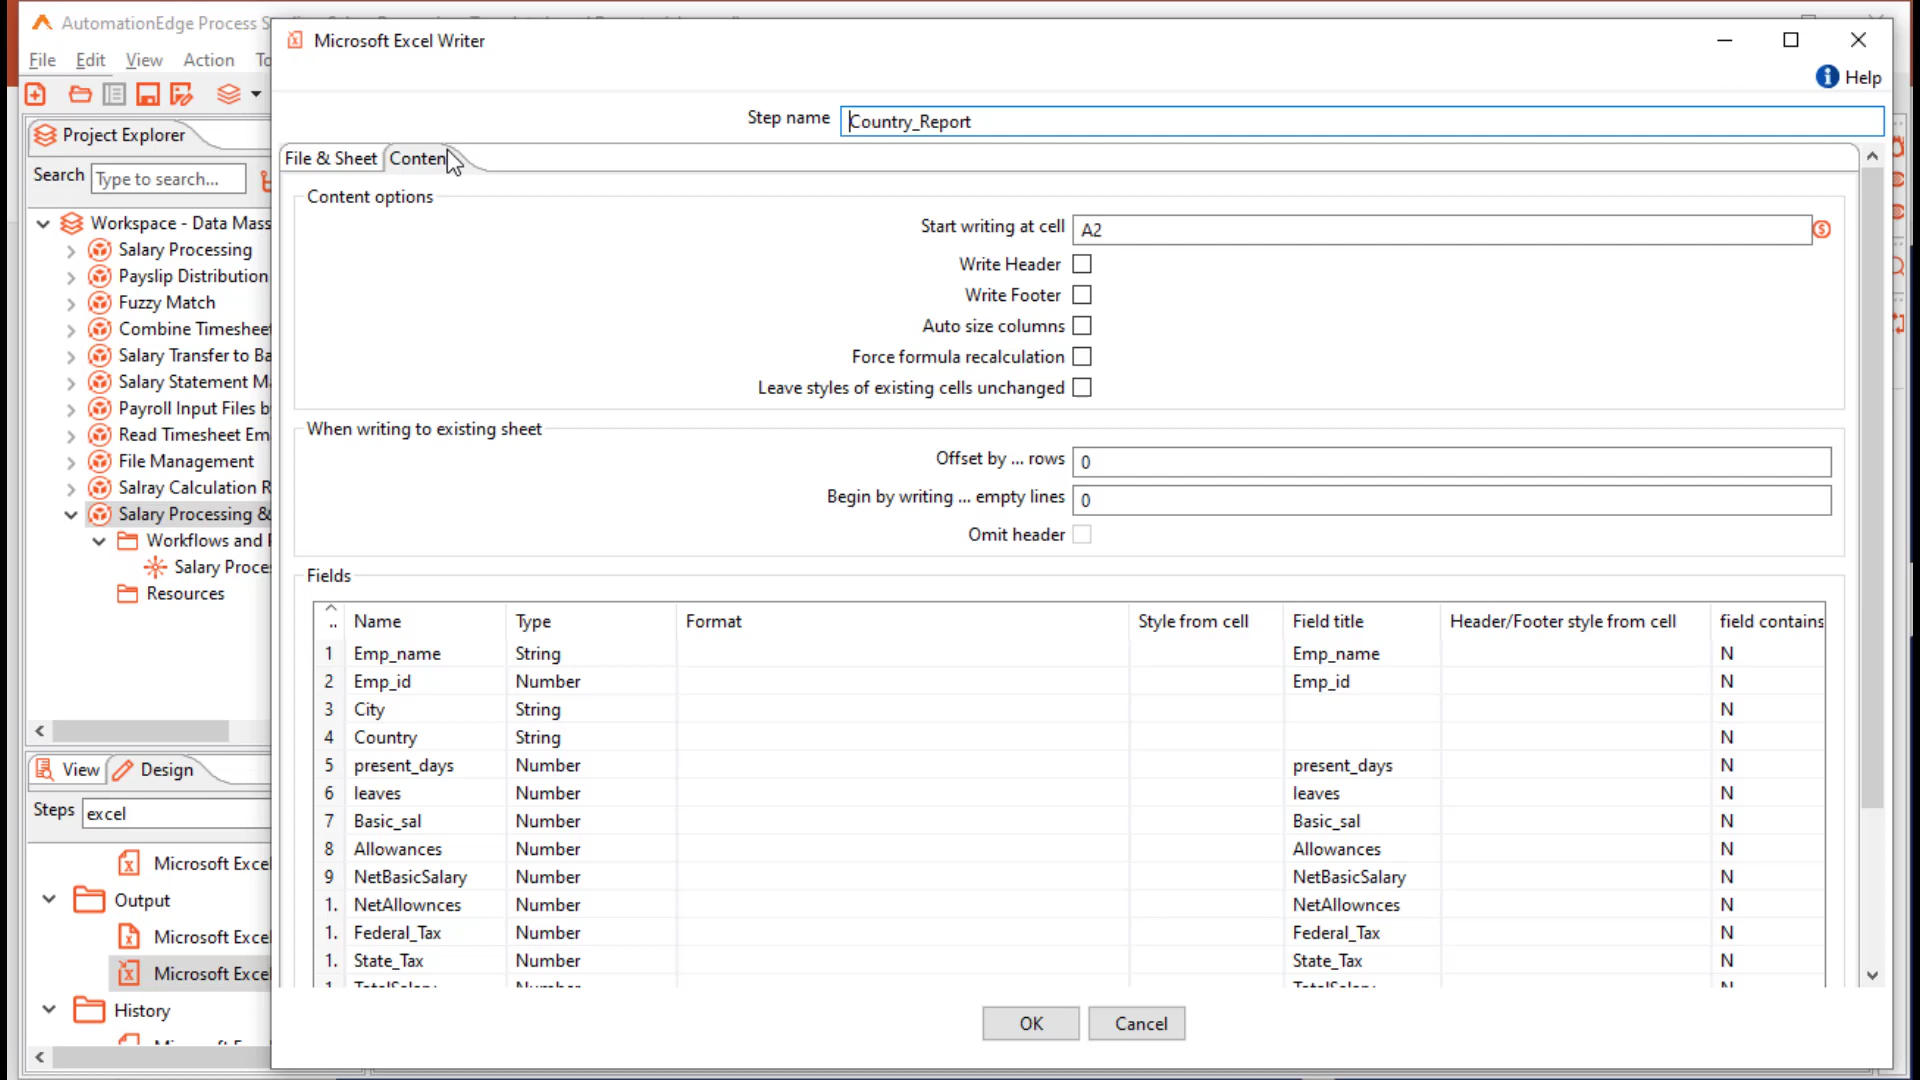 AutomationEdge Process
Microsoft Excel Writer
File Edit View Action
Help
Step name Country_Report
Project Explorer
Search Type to search...
File & Sheet Conten
Content options
Start writing at cell A2
Write Header
Write Footer
Auto size columns
Force formula recalculation
Leave styles of existing cells unchanged
Workspace - Data Mass
Salary Processing
Payslip Distribution
Fuzzy Match
Combine Timeshee
Salary Transfer to Ba
Salary Statement M
Payroll Input Files b
Read Timesheet Em
File Management
Salray Calculation R
Salary Processing &
Workflows and
Salary Proce
Resources
When writing to existing sheet
Offset by ... rows 0
Begin by writing ... empty lines 0
Omit header
Fields
.. Name Type Format Style from cell Field title Header/Footer style from cell field contains
1 Emp_name String Emp_name N
2 Emp_id Number Emp_id N
3 City String N
4 Country String N
5 present_days Number present_days N
6 leaves Number leaves N
7 Basic_sal Number Basic_sal N
8 Allowances Number Allowances N
9 NetBasicSalary Number NetBasicSalary N
1. NetAllownces Number NetAllownces N
1. Federal_Tax Number Federal_Tax N
1. State_Tax Number State_Tax N
View Design
Steps excel
Microsoft Exce
Output
Microsoft Exce
Microsoft Exce
History
OK Cancel